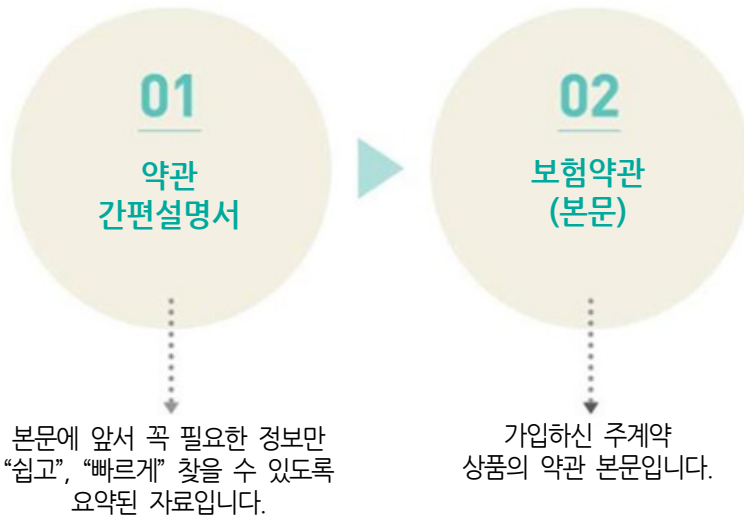 01
약관
간편설명서
본문에 앞서 꼭 필요한 정보만
“쉽고”, “빠르게” 찾을 수 있도록
요약된 자료입니다.
02
보험약관
(본문)
가입하신 주계약
상품의 약관 본문입니다.